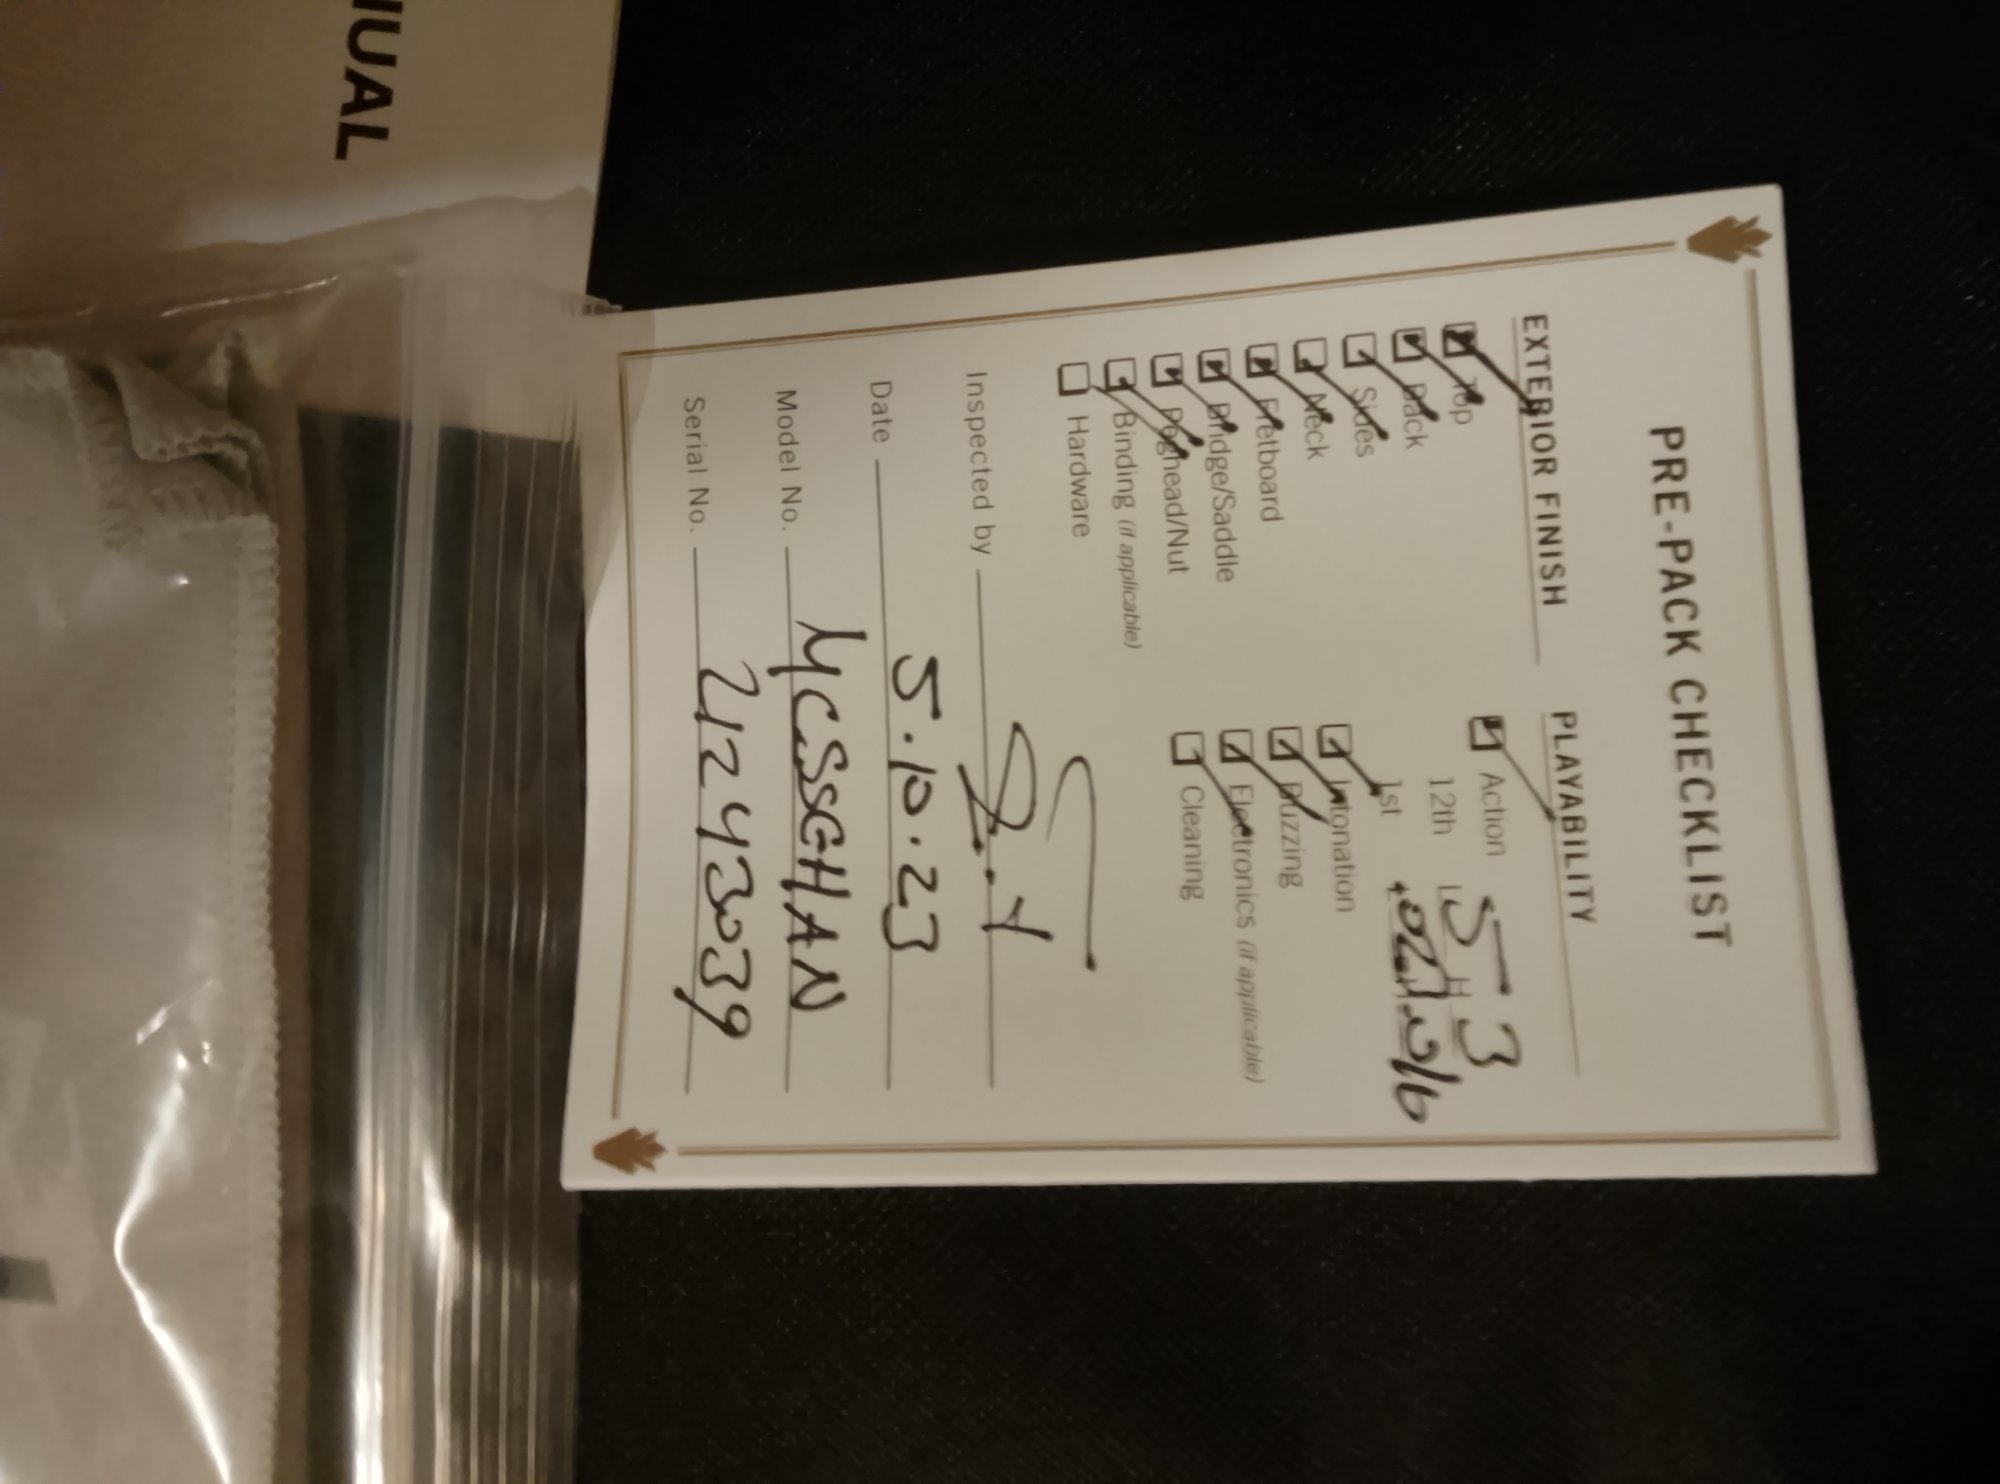 NUAL
PRE-PACK CHECKLIST
EXTERIOR FINISH
Top
Back
Sides
Neck
Fretboard
Bridge/Saddle
Peghead/Nut
Binding (if applicable)
Hardware
PLAYABILITY
Action
12th 5 3
1st
Intonation
Buzzing
Electronics (if applicable)
Cleaning
Inspected by
Date 5.10.23
Model No. MCSSGHAN
Serial No. 21243039